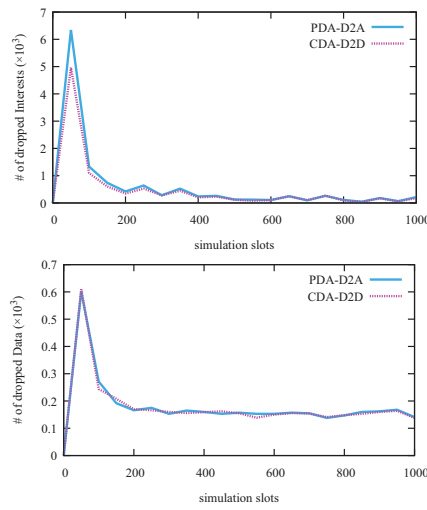 PDA-D2A
CDA-D2D
# of dropped Interests (×10³)
7
6
5
4
3
2
1
0
0 200 400 600 800 1000
simulation slots
PDA-D2A
CDA-D2D
# of dropped Data (×10³)
0.7
0.6
0.5
0.4
0.3
0.2
0.1
0
0 200 400 600 800 1000
simulation slots